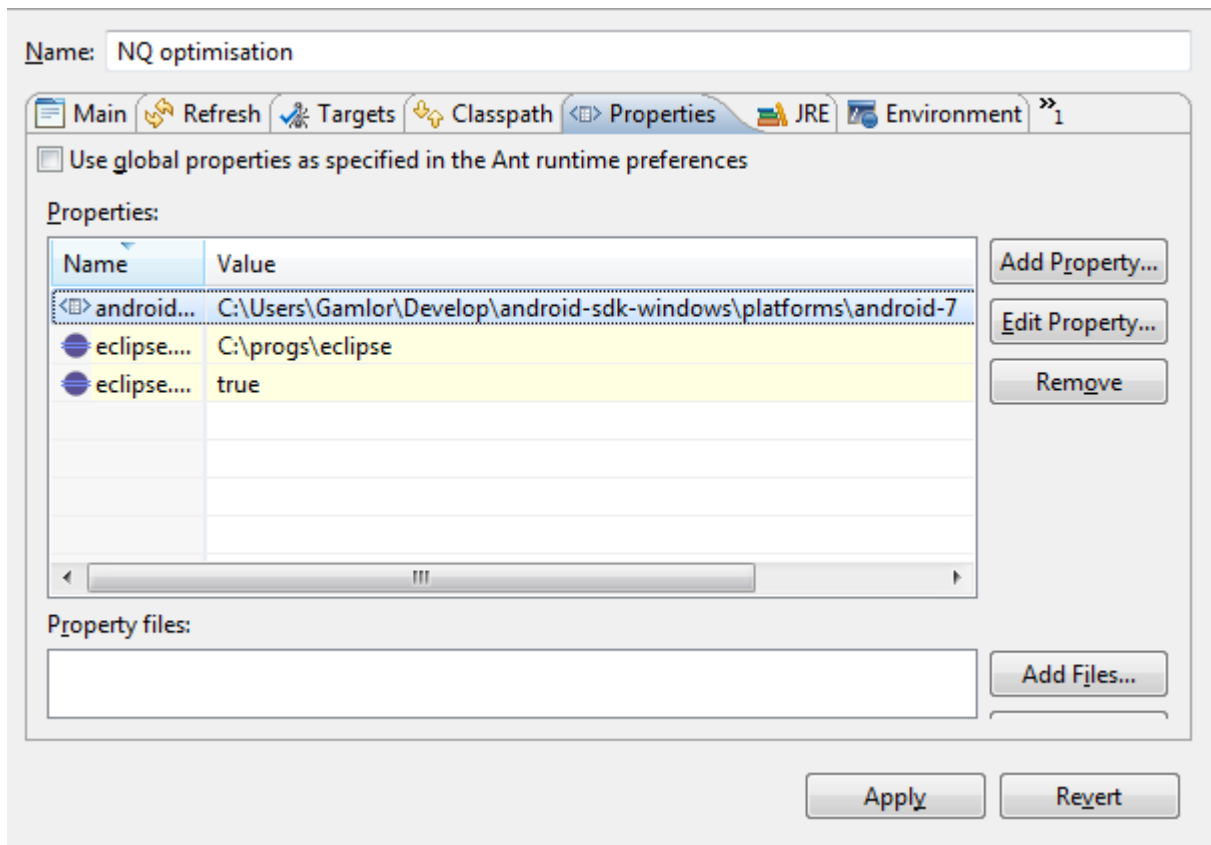 Name: NQ optimisation
Main Refresh Targets Classpath Properties JRE Environment »1
Use global properties as specified in the Ant runtime preferences
Properties:
Name Value
android... C:\Users\Gamlor\Develop\android-sdk-windows\platforms\android-7
eclipse.... C:\progs\eclipse
eclipse.... true
Add Property...
Edit Property...
Remove
Property files:
Add Files...
Apply Revert